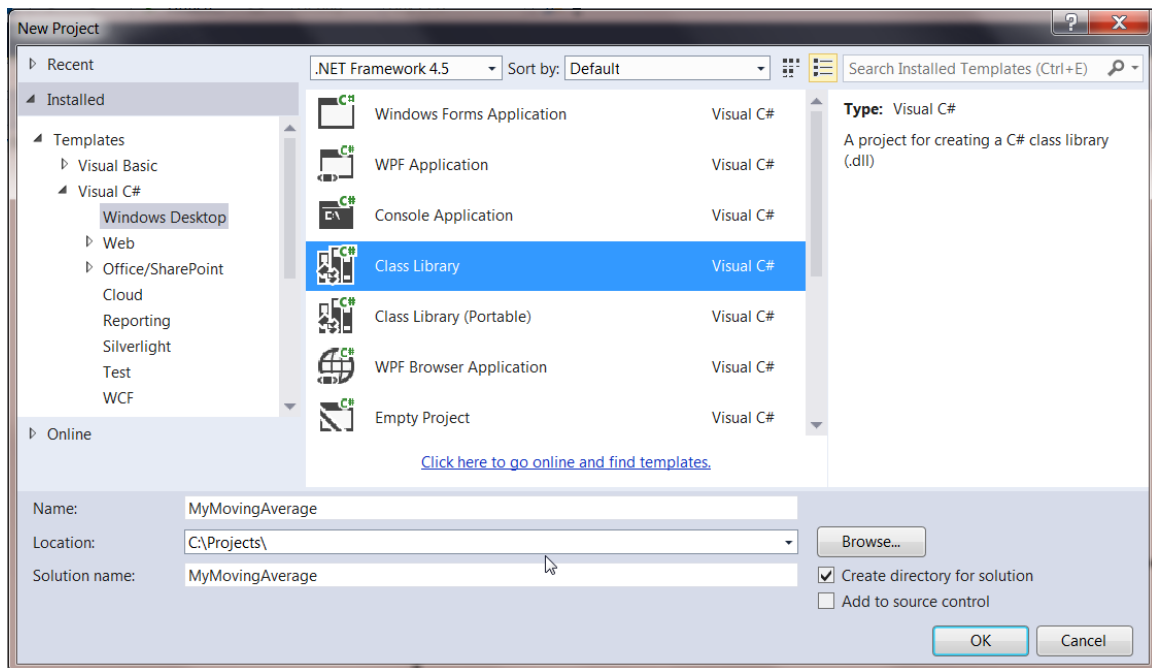 New Project
Recent
Installed
Templates
Visual Basic
Visual C#
Windows Desktop
Web
Office/SharePoint
Cloud
Reporting
Silverlight
Test
WCF
Online
.NET Framework 4.5 Sort by: Default
C# Windows Forms Application Visual C#
C# WPF Application Visual C#
C# Console Application Visual C#
C# Class Library Visual C#
C# Class Library (Portable) Visual C#
C# WPF Browser Application Visual C#
C# Empty Project Visual C#
Click here to go online and find templates.
Search Installed Templates (Ctrl+E)
Type: Visual C#
A project for creating a C# class library
(.dll)
Name: MyMovingAverage
Location: C:\Projects\
Solution name: MyMovingAverage
Browse...
Create directory for solution
Add to source control
OK Cancel